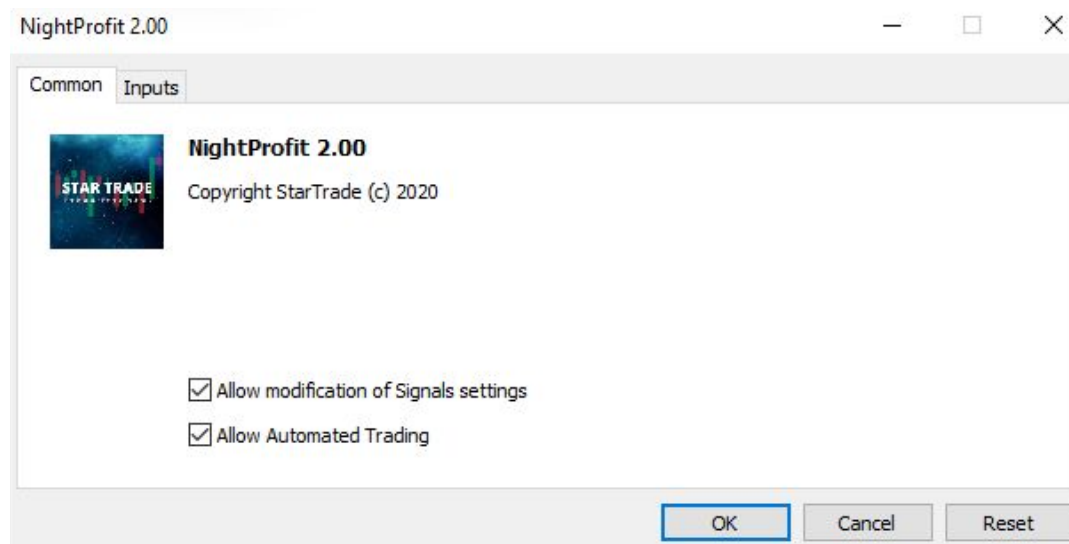 NightProfit 2.00
Common
Inputs
NightProfit 2.00
STAR TRADE
Copyright StarTrade (c) 2020
Allow modification of Signals settings
Allow Automated Trading
OK
Cancel
Reset